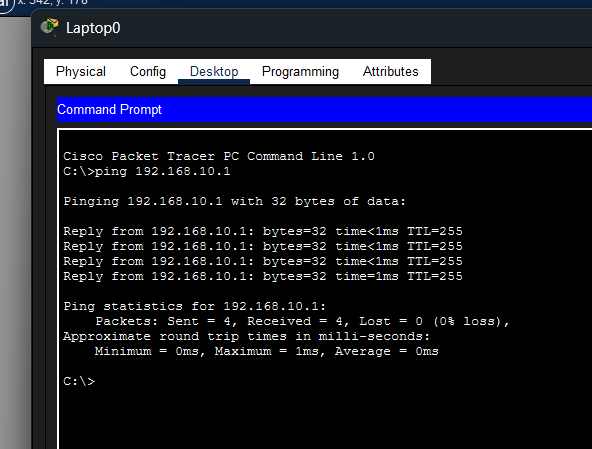 x: 342, y: 178
Laptop0
Physical Config Desktop Programming Attributes
Command Prompt
Cisco Packet Tracer PC Command Line 1.0
C:\>ping 192.168.10.1
Pinging 192.168.10.1 with 32 bytes of data:
Reply from 192.168.10.1: bytes=32 time<1ms TTL=255
Reply from 192.168.10.1: bytes=32 time<1ms TTL=255
Reply from 192.168.10.1: bytes=32 time<1ms TTL=255
Reply from 192.168.10.1: bytes=32 time=1ms TTL=255
Ping statistics for 192.168.10.1:
Packets: Sent = 4, Received = 4, Lost = 0 (0% loss),
Approximate round trip times in milli-seconds:
Minimum = 0ms, Maximum = 1ms, Average = 0ms
C:\>